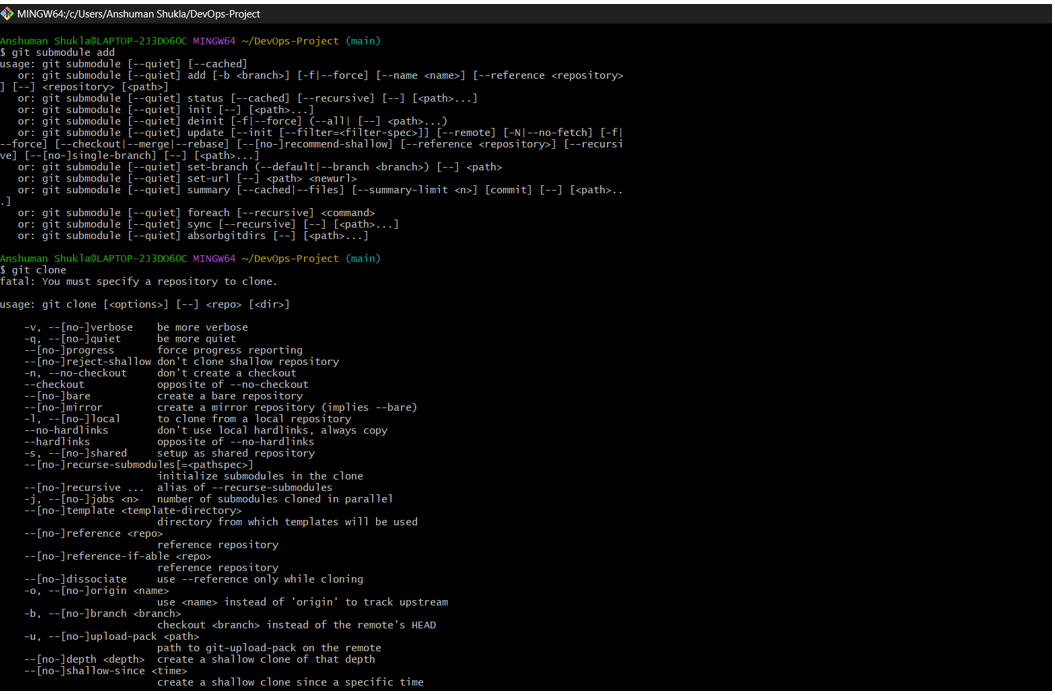 MINGW64:/c/Users/Anshuman Shukla/DevOps-Project
Anshuman Shukla@LAPTOP-2J3DO6OC MINGW64 ~/DevOps-Project (main)
$ git submodule add
usage: git submodule [--quiet] [--cached]
   or: git submodule [--quiet] add [-b <branch>] [-f|--force] [--name <name>] [--reference <repository>
] [--] <repository> [<path>]
   or: git submodule [--quiet] status [--cached] [--recursive] [--] [<path>...]
   or: git submodule [--quiet] init [--] [<path>...]
   or: git submodule [--quiet] deinit [-f|--force] (--all| [--] <path>...)
   or: git submodule [--quiet] update [--init [--filter=<filter-spec>]] [--remote] [-N|--no-fetch] [-f|
--force] [--checkout|--merge|--rebase] [--[no-]recommend-shallow] [--reference <repository>] [--recursi
ve] [--[no-]single-branch] [--] [<path>...]
   or: git submodule [--quiet] set-branch (--default|--branch <branch>) [--] <path>
   or: git submodule [--quiet] set-url [--] <path> <newurl>
   or: git submodule [--quiet] summary [--cached|--files] [--summary-limit <n>] [commit] [--] [<path>..
.]
   or: git submodule [--quiet] foreach [--recursive] <command>
   or: git submodule [--quiet] sync [--recursive] [--] [<path>...]
   or: git submodule [--quiet] absorbgitdirs [--] [<path>...]
Anshuman Shukla@LAPTOP-2J3DO6OC MINGW64 ~/DevOps-Project (main)
$ git clone
fatal: You must specify a repository to clone.
usage: git clone [<options>] [--] <repo> [<dir>]
    -v, --[no-]verbose    be more verbose
    -q, --[no-]quiet      be more quiet
    --[no-]progress       force progress reporting
    --[no-]reject-shallow don't clone shallow repository
    -n, --no-checkout     don't create a checkout
    --checkout            opposite of --no-checkout
    --[no-]bare           create a bare repository
    --[no-]mirror         create a mirror repository (implies --bare)
    -l, --[no-]local      to clone from a local repository
    --no-hardlinks        don't use local hardlinks, always copy
    --hardlinks           opposite of --no-hardlinks
    -s, --[no-]shared     setup as shared repository
    --[no-]recurse-submodules[=<pathspec>]
                          initialize submodules in the clone
    --[no-]recursive ...  alias of --recurse-submodules
    -j, --[no-]jobs <n>   number of submodules cloned in parallel
    --[no-]template <template-directory>
                          directory from which templates will be used
    --[no-]reference <repo>
                          reference repository
    --[no-]reference-if-able <repo>
                          reference repository
    --[no-]dissociate     use --reference only while cloning
    -o, --[no-]origin <name>
                          use <name> instead of 'origin' to track upstream
    -b, --[no-]branch <branch>
                          checkout <branch> instead of the remote's HEAD
    -u, --[no-]upload-pack <path>
                          path to git-upload-pack on the remote
    --[no-]depth <depth>  create a shallow clone of that depth
    --[no-]shallow-since <time>
                          create a shallow clone since a specific time